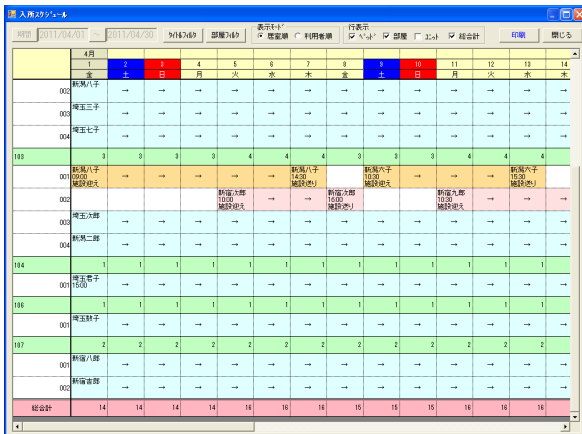 入所スケジュール
期間 2011/04/01 ～ 2011/04/30 タイトルフィルタ 部屋フィルタ 表示モード 居室順 利用者順 行表示 ベッド 部屋 ユニット 総合計 印刷 閉じる
4月
1 2 3 4 5 6 7 8 9 10 11 12 13 14
金 土 日 月 火 水 木 金 土 日 月 火 水 木
002 新潟八子 → → → → → → → → → → → → →
003 埼玉三子 → → → → → → → → → → → → →
004 埼玉七子 → → → → → → → → → → → → →
103 3 3 3 3 4 4 4 3 3 3 4 4 4
001 新潟八子 09:00 施設迎え → → → → → 新潟八子 14:30 施設送り 新潟六子 10:30 施設迎え → → → 新潟六子 15:30 施設送り
002 新宿次郎 10:00 施設迎え → → 新宿次郎 16:00 施設送り 新宿九郎 10:30 施設迎え → → →
003 埼玉次郎 → → → → → → → → → → → → →
004 新潟二郎 → → → → → → → → → → → → →
104 1 1 1 1 1 1 1 1 1 1 1 1 1
001 埼玉君子 15:00 → → → → → → → → → → → → →
106 1 1 1 1 1 1 1 1 1 1 1 1 1
001 埼玉数子 → → → → → → → → → → → → →
107 2 2 2 2 2 2 2 2 2 2 2 2 2
001 新宿八郎 → → → → → → → → → → → → →
002 新宿吉郎 → → → → → → → → → → → → →
総合計 14 14 14 14 16 16 16 15 15 15 16 16 16